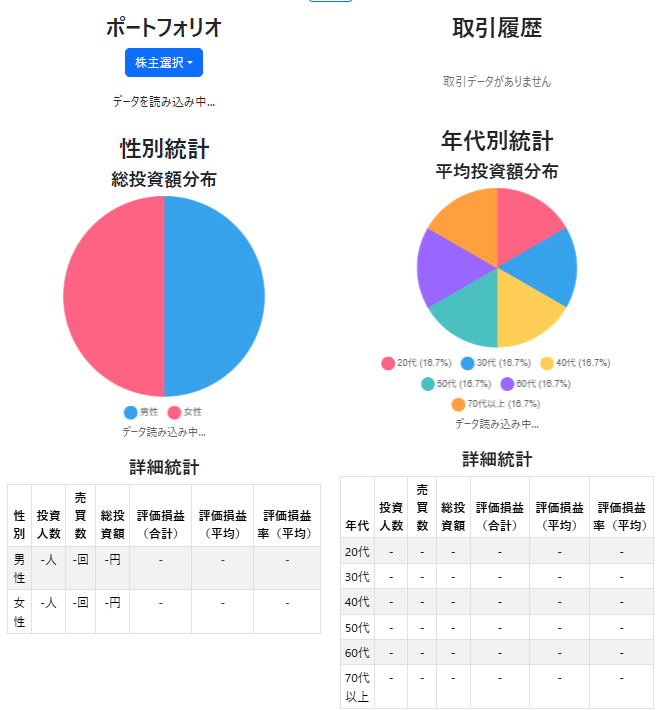 ポートフォリオ
株主選択
データを読み込み中...
性別統計
総投資額分布
男性 女性
データ読み込み中...
詳細統計
性別 投資人数 売買数 総投資額 評価損益（合計） 評価損益（平均） 評価損益率（平均）
男性 -人 -回 -円 - - -
女性 -人 -回 -円 - - -
取引履歴
取引データがありません
年代別統計
平均投資額分布
20代 (16.7%) 30代 (16.7%) 40代 (16.7%)
50代 (16.7%) 60代 (16.7%)
70代以上 (16.7%)
データ読み込み中...
詳細統計
年代 投資人数 売買数 総投資額 評価損益（合計） 評価損益（平均） 評価損益率（平均）
20代 - - - - - -
30代 - - - - - -
40代 - - - - - -
50代 - - - - - -
60代 - - - - - -
70代以上 - - - - - -